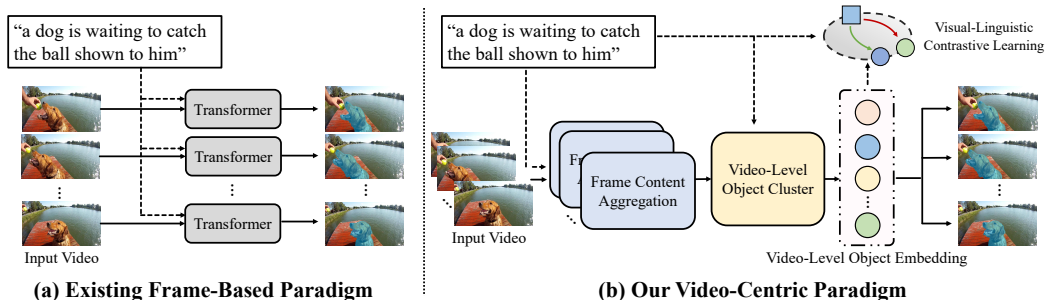 "a dog is waiting to catch
the ball shown to him"
Transformer
Transformer
Transformer
Input Video
(a) Existing Frame-Based Paradigm
"a dog is waiting to catch
the ball shown to him"
Visual-Linguistic
Contrastive Learning
Frame Content
Aggregation
Video-Level
Object Cluster
Input Video
Video-Level Object Embedding
(b) Our Video-Centric Paradigm